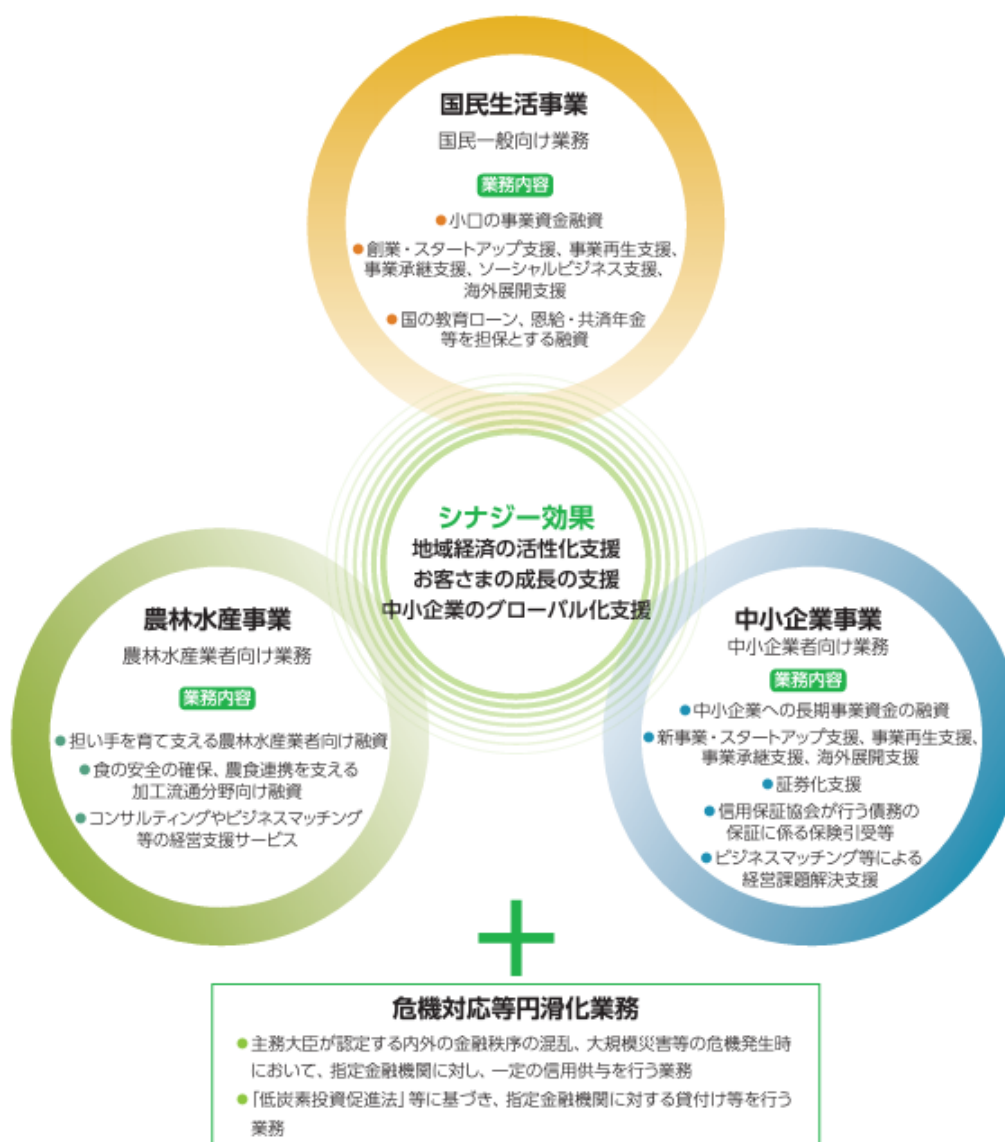 国民生活事業
国民一般向け業務
業務内容
●小口の事業資金融資
●創業・スタートアップ支援、事業再生支援、
事業承継支援、ソーシャルビジネス支援、
海外展開支援
●国の教育ローン、恩給・共済年金
等を担保とする融資
シナジー効果
地域経済の活性化支援
お客さまの成長の支援
中小企業のグローバル化支援
農林水産事業
農林水産業者向け業務
業務内容
●担い手を育て支える農林水産業者向け融資
●食の安全の確保、農食連携を支える
加工流通分野向け融資
●コンサルティングやビジネスマッチング
等の経営支援サービス
中小企業事業
中小企業者向け業務
業務内容
●中小企業への長期事業資金の融資
●新事業・スタートアップ支援、事業再生支援、
事業承継支援、海外展開支援
●証券化支援
●信用保証協会が行う債務の
保証に係る保険引受等
●ビジネスマッチング等による
経営課題解決支援
+
危機対応等円滑化業務
●主務大臣が認定する内外の金融秩序の混乱、大規模災害等の危機発生時
において、指定金融機関に対し、一定の信用供与を行う業務
●「低炭素投資促進法」等に基づき、指定金融機関に対する貸付け等を行う
業務